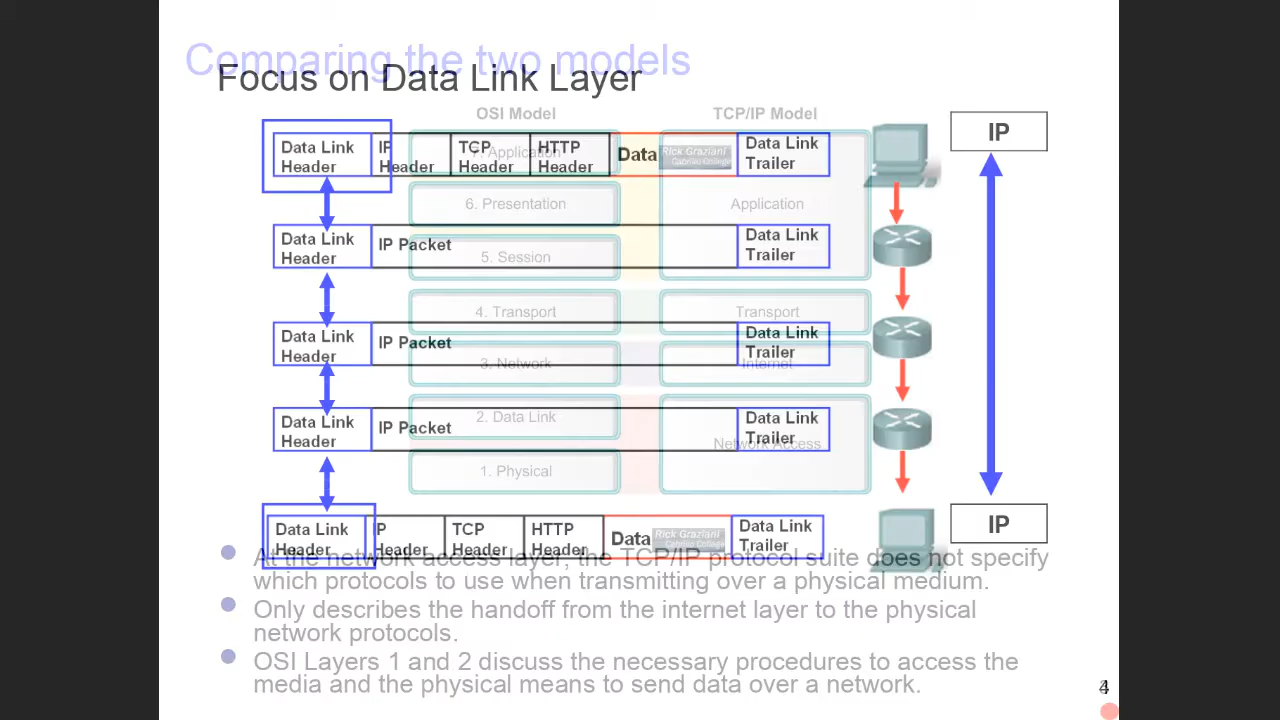 Comparing the two models
Focus on Data Link Layer
OSI Model
TCP/IP Model
IP
Data Link
Header
IP
Header
TCP
Header
HTTP
Header
Data
Rick Graziani
Cabrillo College
Data Link
Trailer
7. Application
6. Presentation
Application
Data Link
Header
IP Packet
Data Link
Trailer
5. Session
4. Transport
Transport
Data Link
Header
IP Packet
Data Link
Trailer
3. Network
Internet
2. Data Link
Data Link
Header
IP Packet
Data Link
Trailer
Network Access
1. Physical
Data Link
Header
IP
Header
TCP
Header
HTTP
Header
Data
Rick Graziani
Cabrillo College
Data Link
Trailer
IP
At the network access layer, the TCP/IP protocol suite does not specify
which protocols to use when transmitting over a physical medium.
Only describes the handoff from the internet layer to the physical
network protocols.
OSI Layers 1 and 2 discuss the necessary procedures to access the
media and the physical means to send data over a network.
4